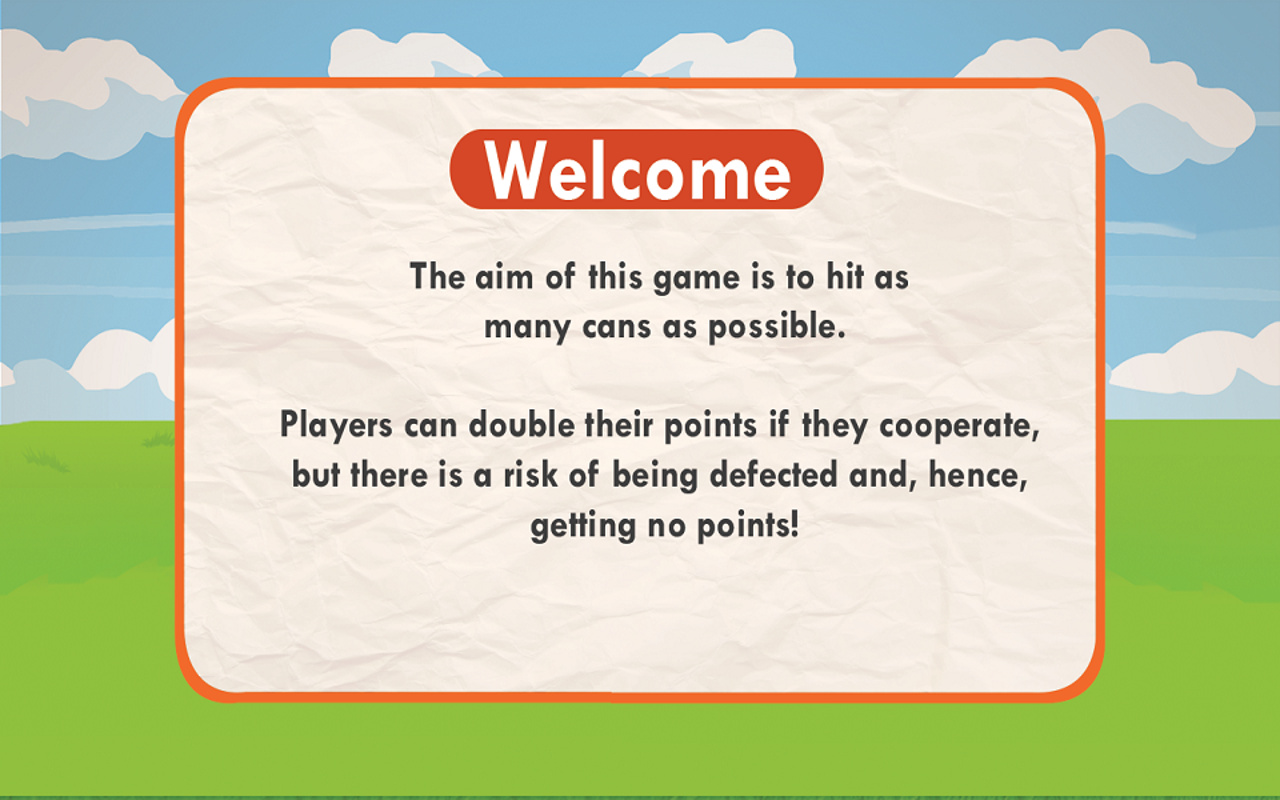 Welcome
The aim of this game is to hit as
many cans as possible.
Players can double their points if they cooperate,
but there is a risk of being defected and, hence,
getting no points!